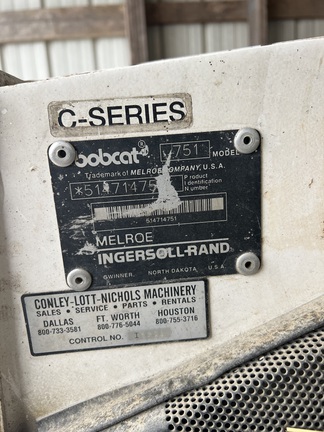 C-SERIES
bobcat 751 MODEL
Trademark of MELROE COMPANY, U.S.A.
*514714751 Product
Identification
Number
514714751
MELROE
INGERSOLL-RAND
GWINNER, NORTH DAKOTA, U.S.A.
CONLEY-LOTT-NICHOLS MACHINERY
SALES • SERVICE • PARTS • RENTALS
DALLAS FT. WORTH HOUSTON
800-733-3581 800-776-5044 800-755-3716
CONTROL NO.